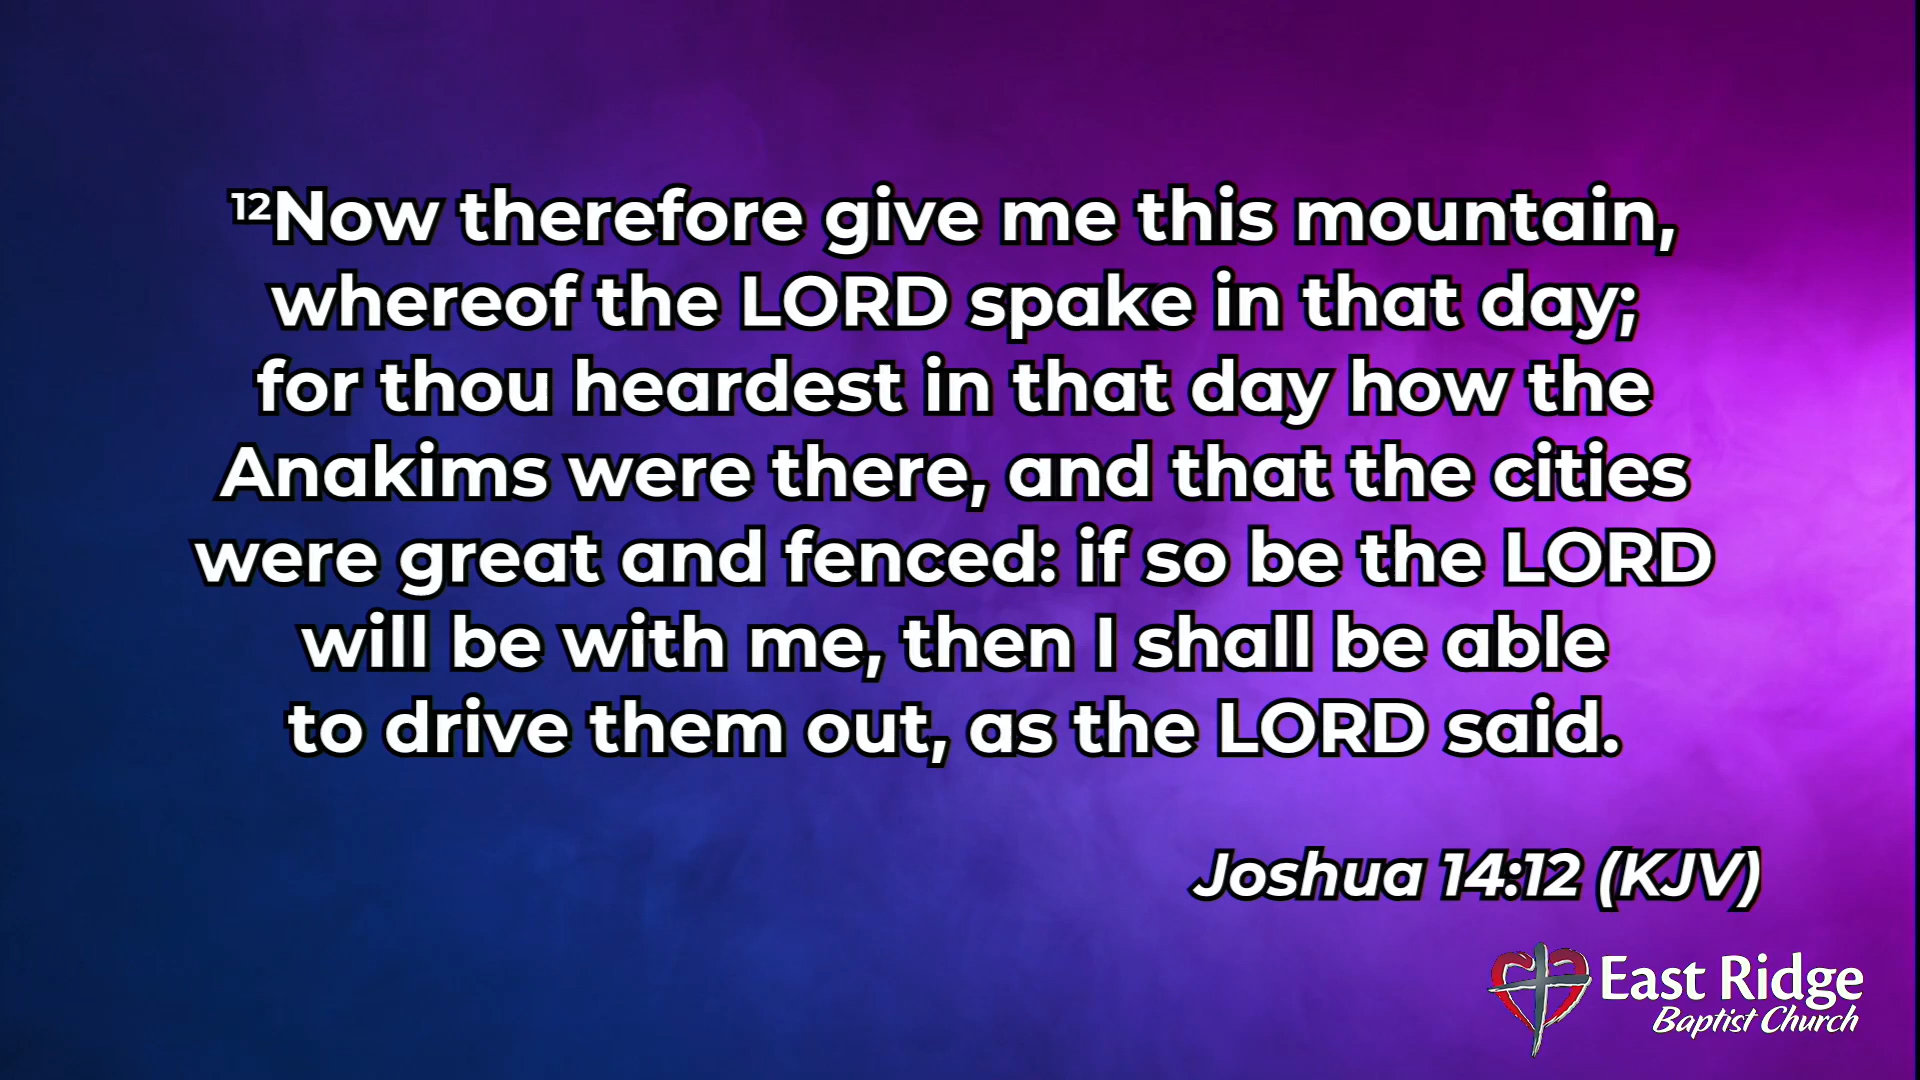 ¹²Now therefore give me this mountain,
whereof the LORD spake in that day;
for thou heardest in that day how the
Anakims were there, and that the cities
were great and fenced: if so be the LORD
will be with me, then I shall be able
to drive them out, as the LORD said.
Joshua 14:12 (KJV)
East Ridge
Baptist Church